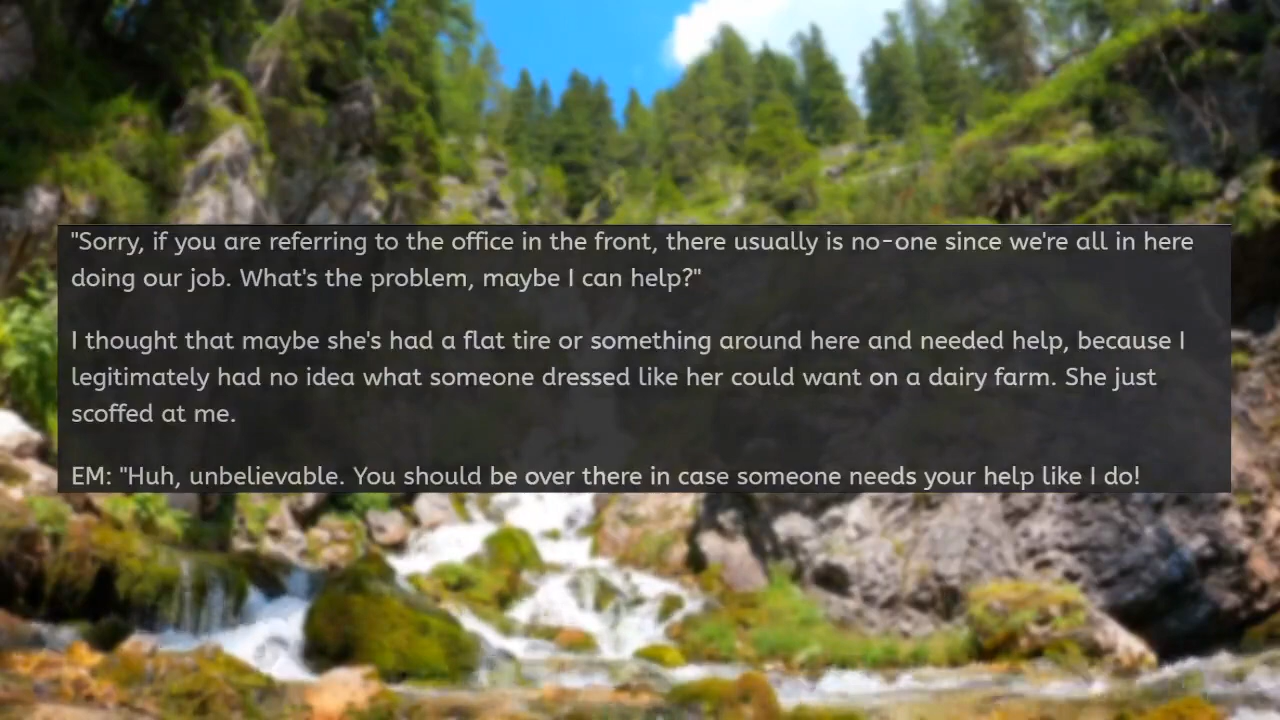 "Sorry, if you are referring to the office in the front, there usually is no-one since we're all in here
doing our job. What's the problem, maybe I can help?"
I thought that maybe she's had a flat tire or something around here and needed help, because I
legitimately had no idea what someone dressed like her could want on a dairy farm. She just
scoffed at me.
EM: "Huh, unbelievable. You should be over there in case someone needs your help like I do!